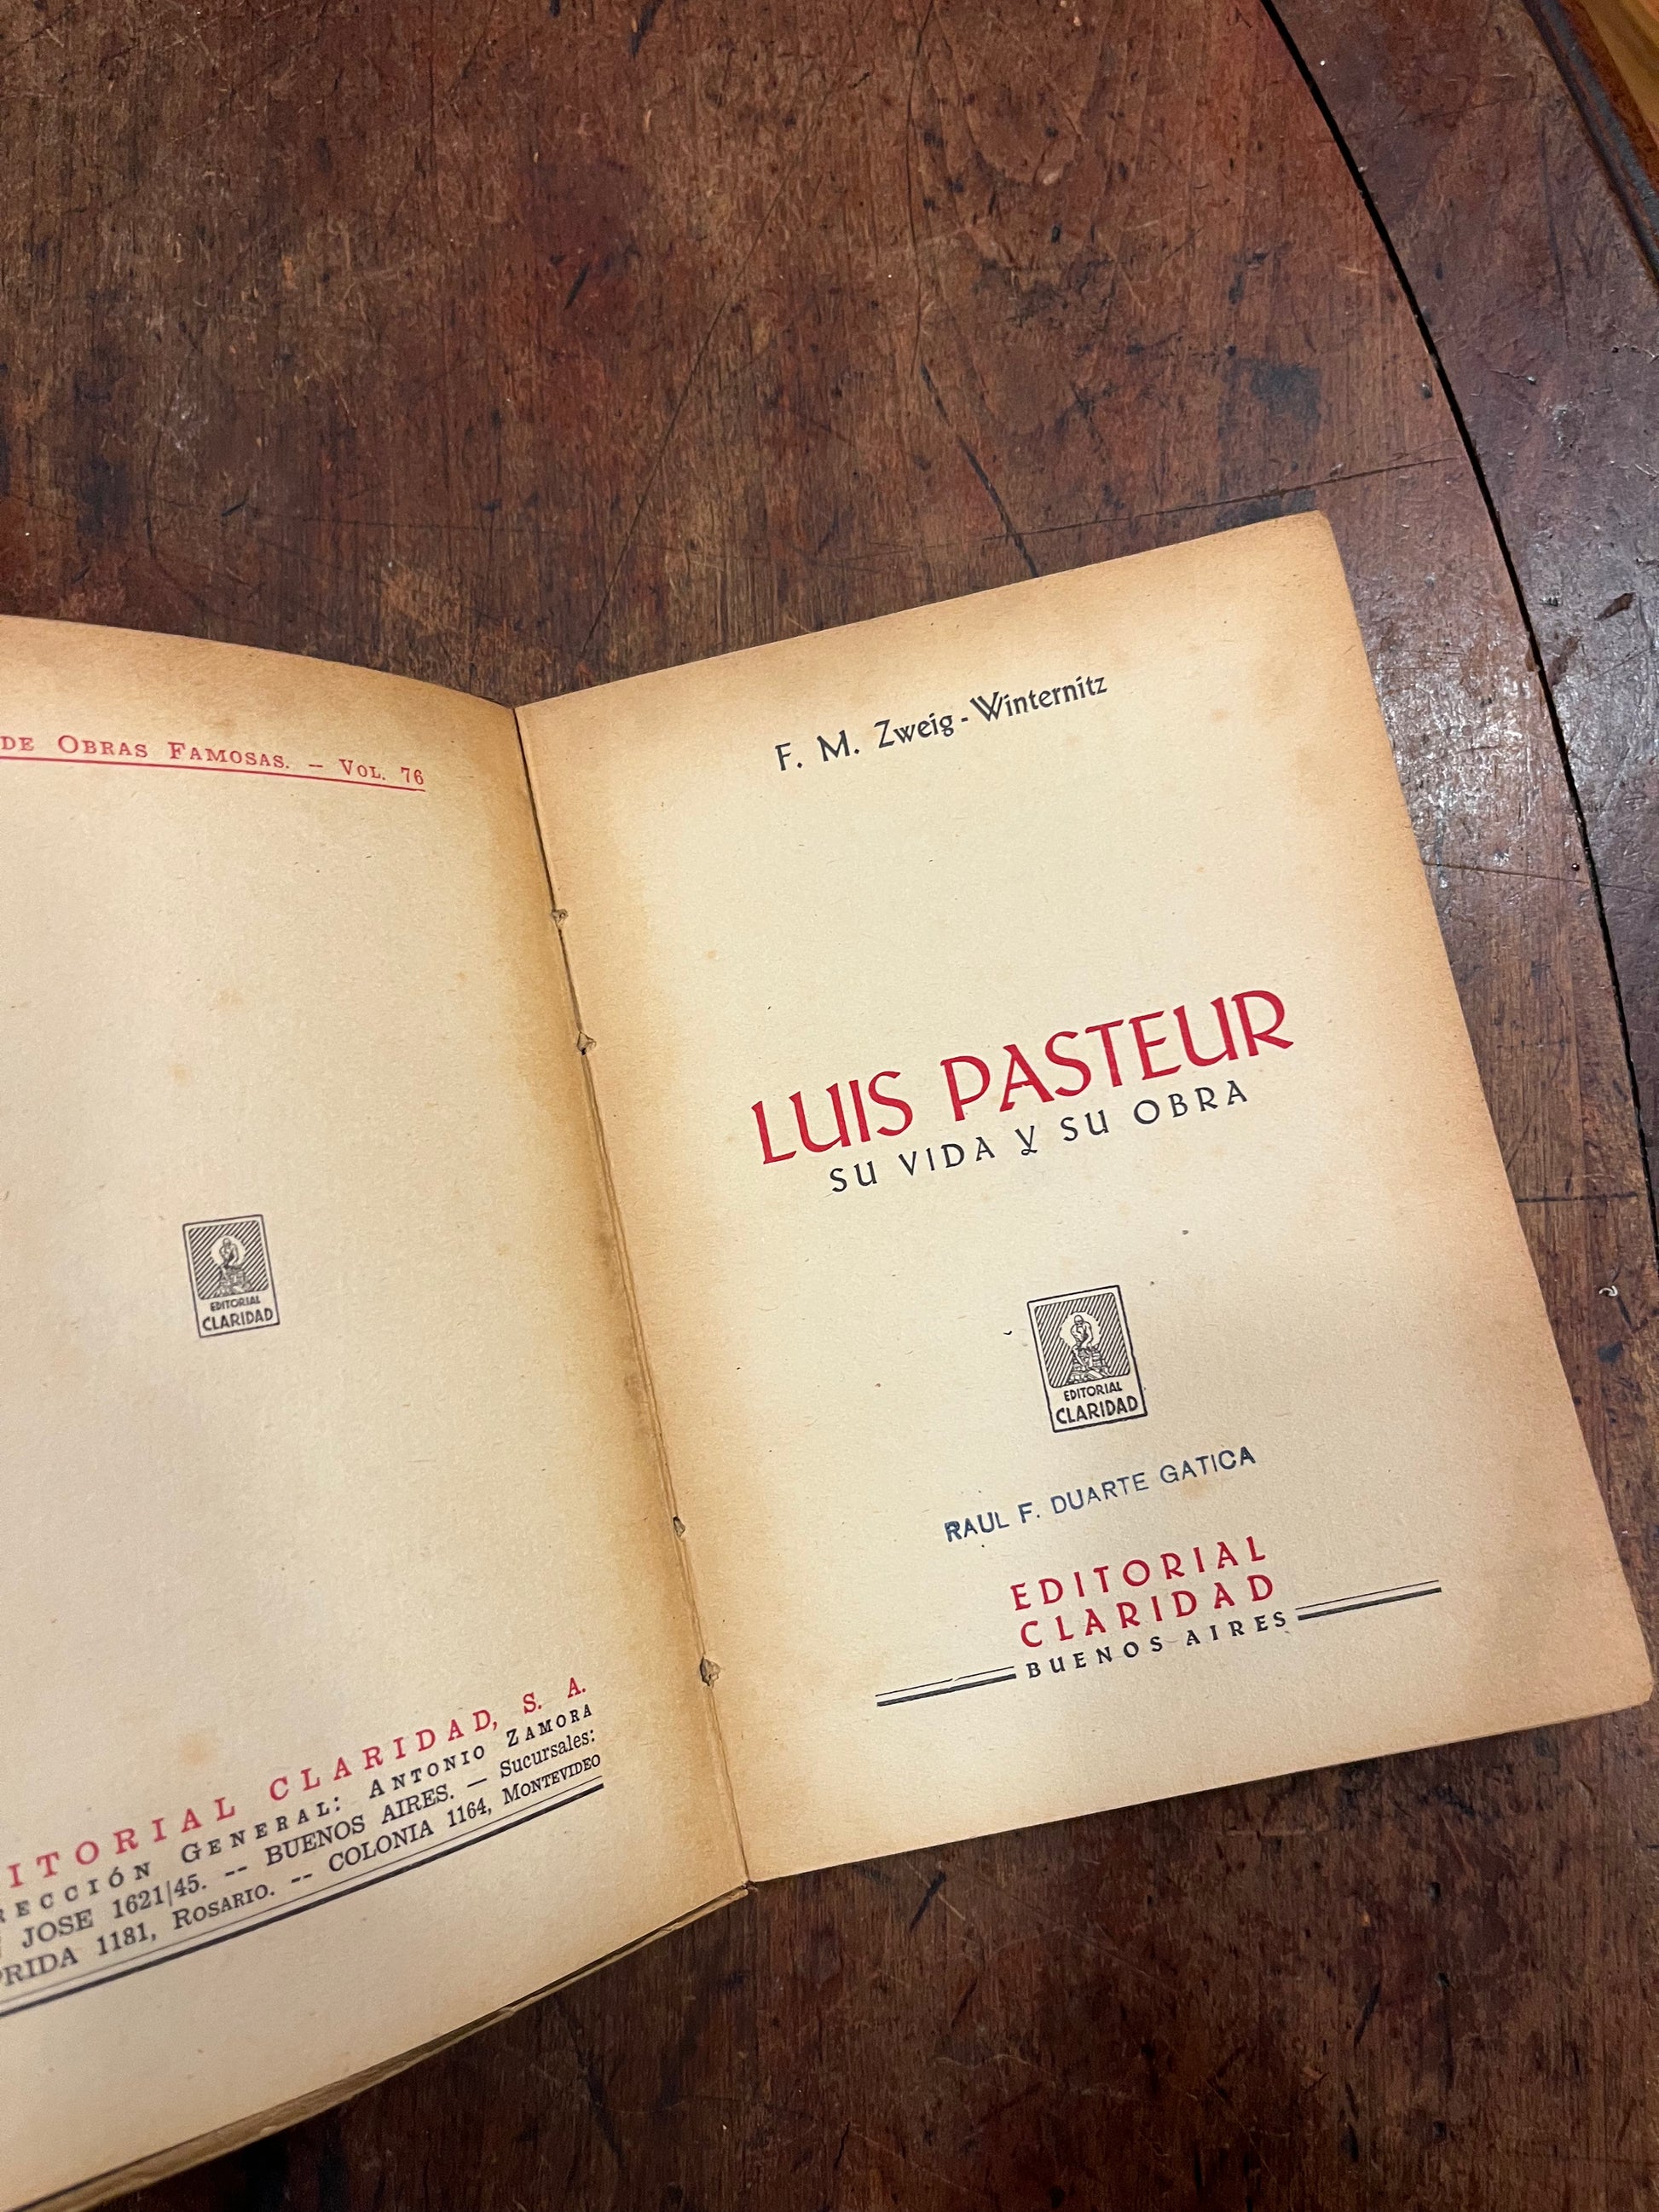 DE OBRAS FAMOSAS. — VOL. 76
EDITORIAL
CLARIDAD
ITORIAL CLARIDAD, S. A.
RECCIÓN GENERAL: ANTONIO ZAMORA
JOSE 1621|45. -- BUENOS AIRES. — Sucursales:
PRIDA 1181, ROSARIO. -- COLONIA 1164, MONTEVIDEO
F. M. Zweig-Winternitz
LUIS PASTEUR
SU VIDA Y SU OBRA
EDITORIAL
CLARIDAD
RAUL F. DUARTE GATICA
EDITORIAL
CLARIDAD
BUENOS AIRES